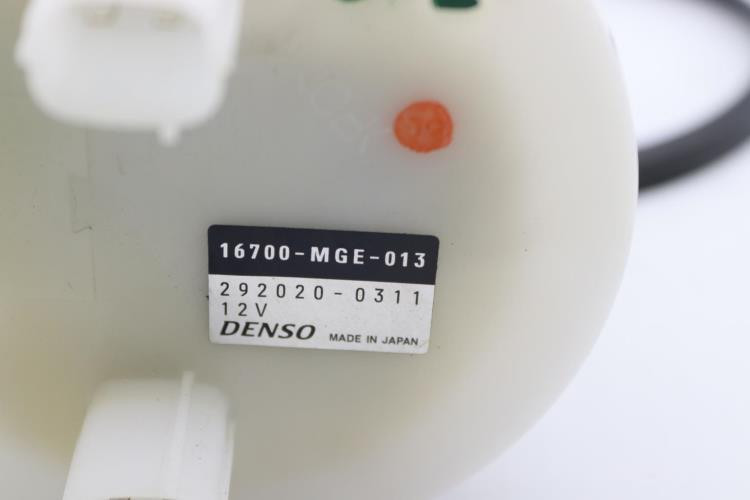 16700-MGE-013
292020-0311
12V
DENSO MADE IN JAPAN